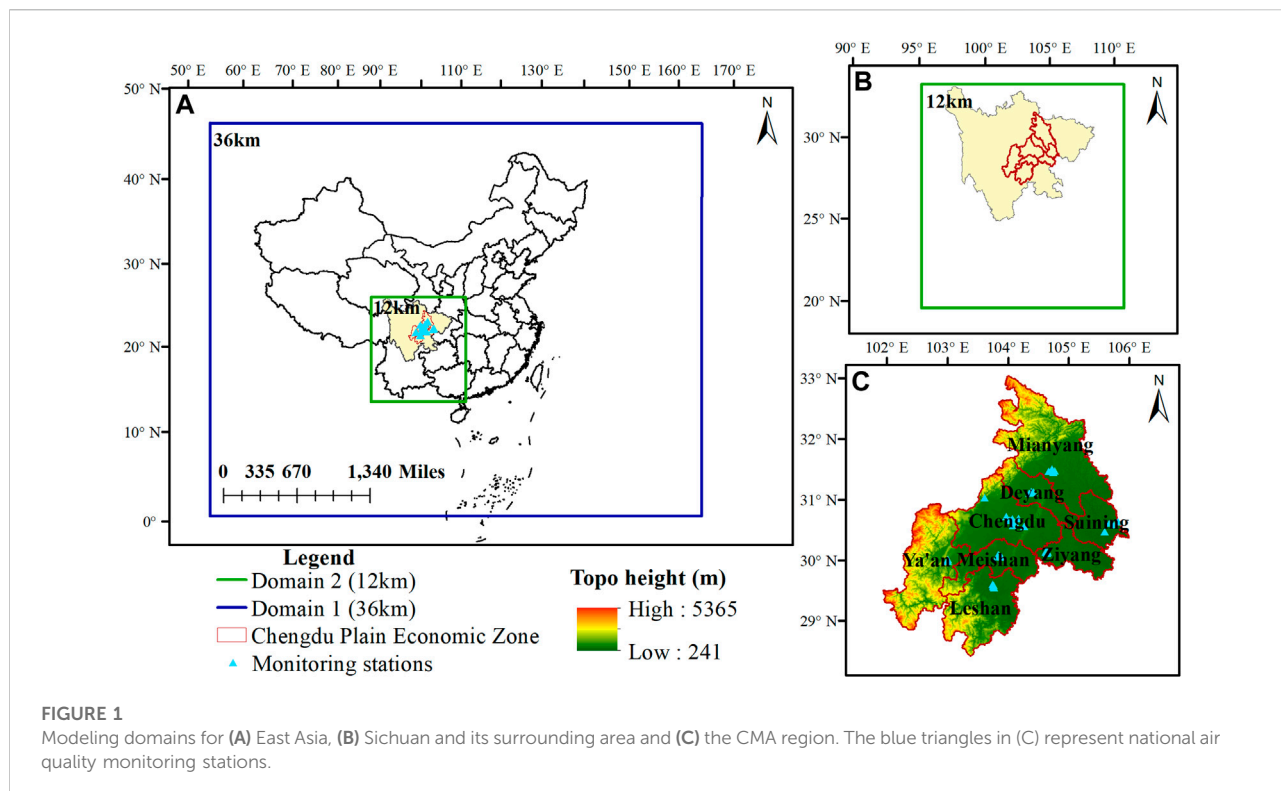 50° E 60° E 70° E 80° E 90° E 100° E 110° E 120° E 130° E 150° E 160° E 170° E
50° N
40° N
30° N
20° N
10° N
0°
A
N
36km
12km
0 335 670 1,340 Miles
90° E 95° E 100° E 105° E 110° E
30° N
25° N
20° N
B
N
12km
102° E 103° E 104° E 105° E 106° E
33° N
32° N
31° N
30° N
29° N
C
N
Mianyang
Deyang
Chengdu
Suining
Ya'an
Meishan
Ziyang
Leshan
Legend
Domain 2 (12km)
Domain 1 (36km)
Chengdu Plain Economic Zone
Monitoring stations
Topo height (m)
High : 5365
Low : 241
FIGURE 1
Modeling domains for (A) East Asia, (B) Sichuan and its surrounding area and (C) the CMA region. The blue triangles in (C) represent national air
quality monitoring stations.